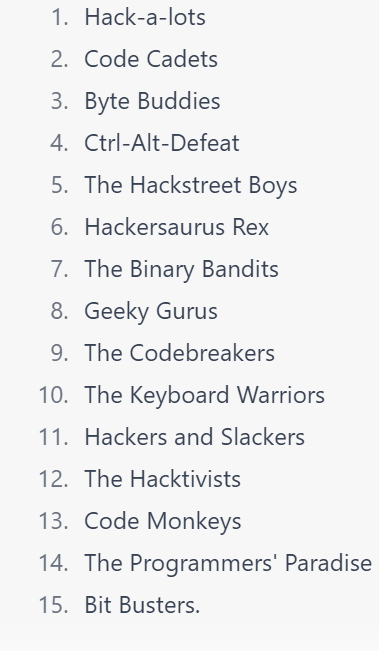 1. Hack-a-lots
2. Code Cadets
3. Byte Buddies
4. Ctrl-Alt-Defeat
5. The Hackstreet Boys
6. Hackersaurus Rex
7. The Binary Bandits
8. Geeky Gurus
9. The Codebreakers
10. The Keyboard Warriors
11. Hackers and Slackers
12. The Hacktivists
13. Code Monkeys
14. The Programmers' Paradise
15. Bit Busters.